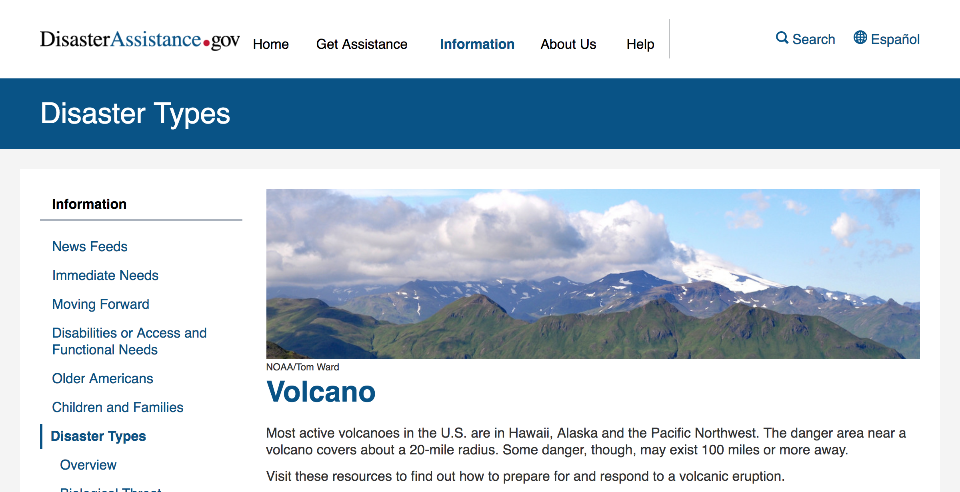 DisasterAssistance.gov
Home
Get Assistance
Information
About Us
Help
Search
Español
Disaster Types
Information
News Feeds
Immediate Needs
Moving Forward
Disabilities or Access and
Functional Needs
Older Americans
Children and Families
Disaster Types
Overview
Biological Threat
NOAA/Tom Ward
Volcano
Most active volcanoes in the U.S. are in Hawaii, Alaska and the Pacific Northwest. The danger area near a
volcano covers about a 20-mile radius. Some danger, though, may exist 100 miles or more away.
Visit these resources to find out how to prepare for and respond to a volcanic eruption.